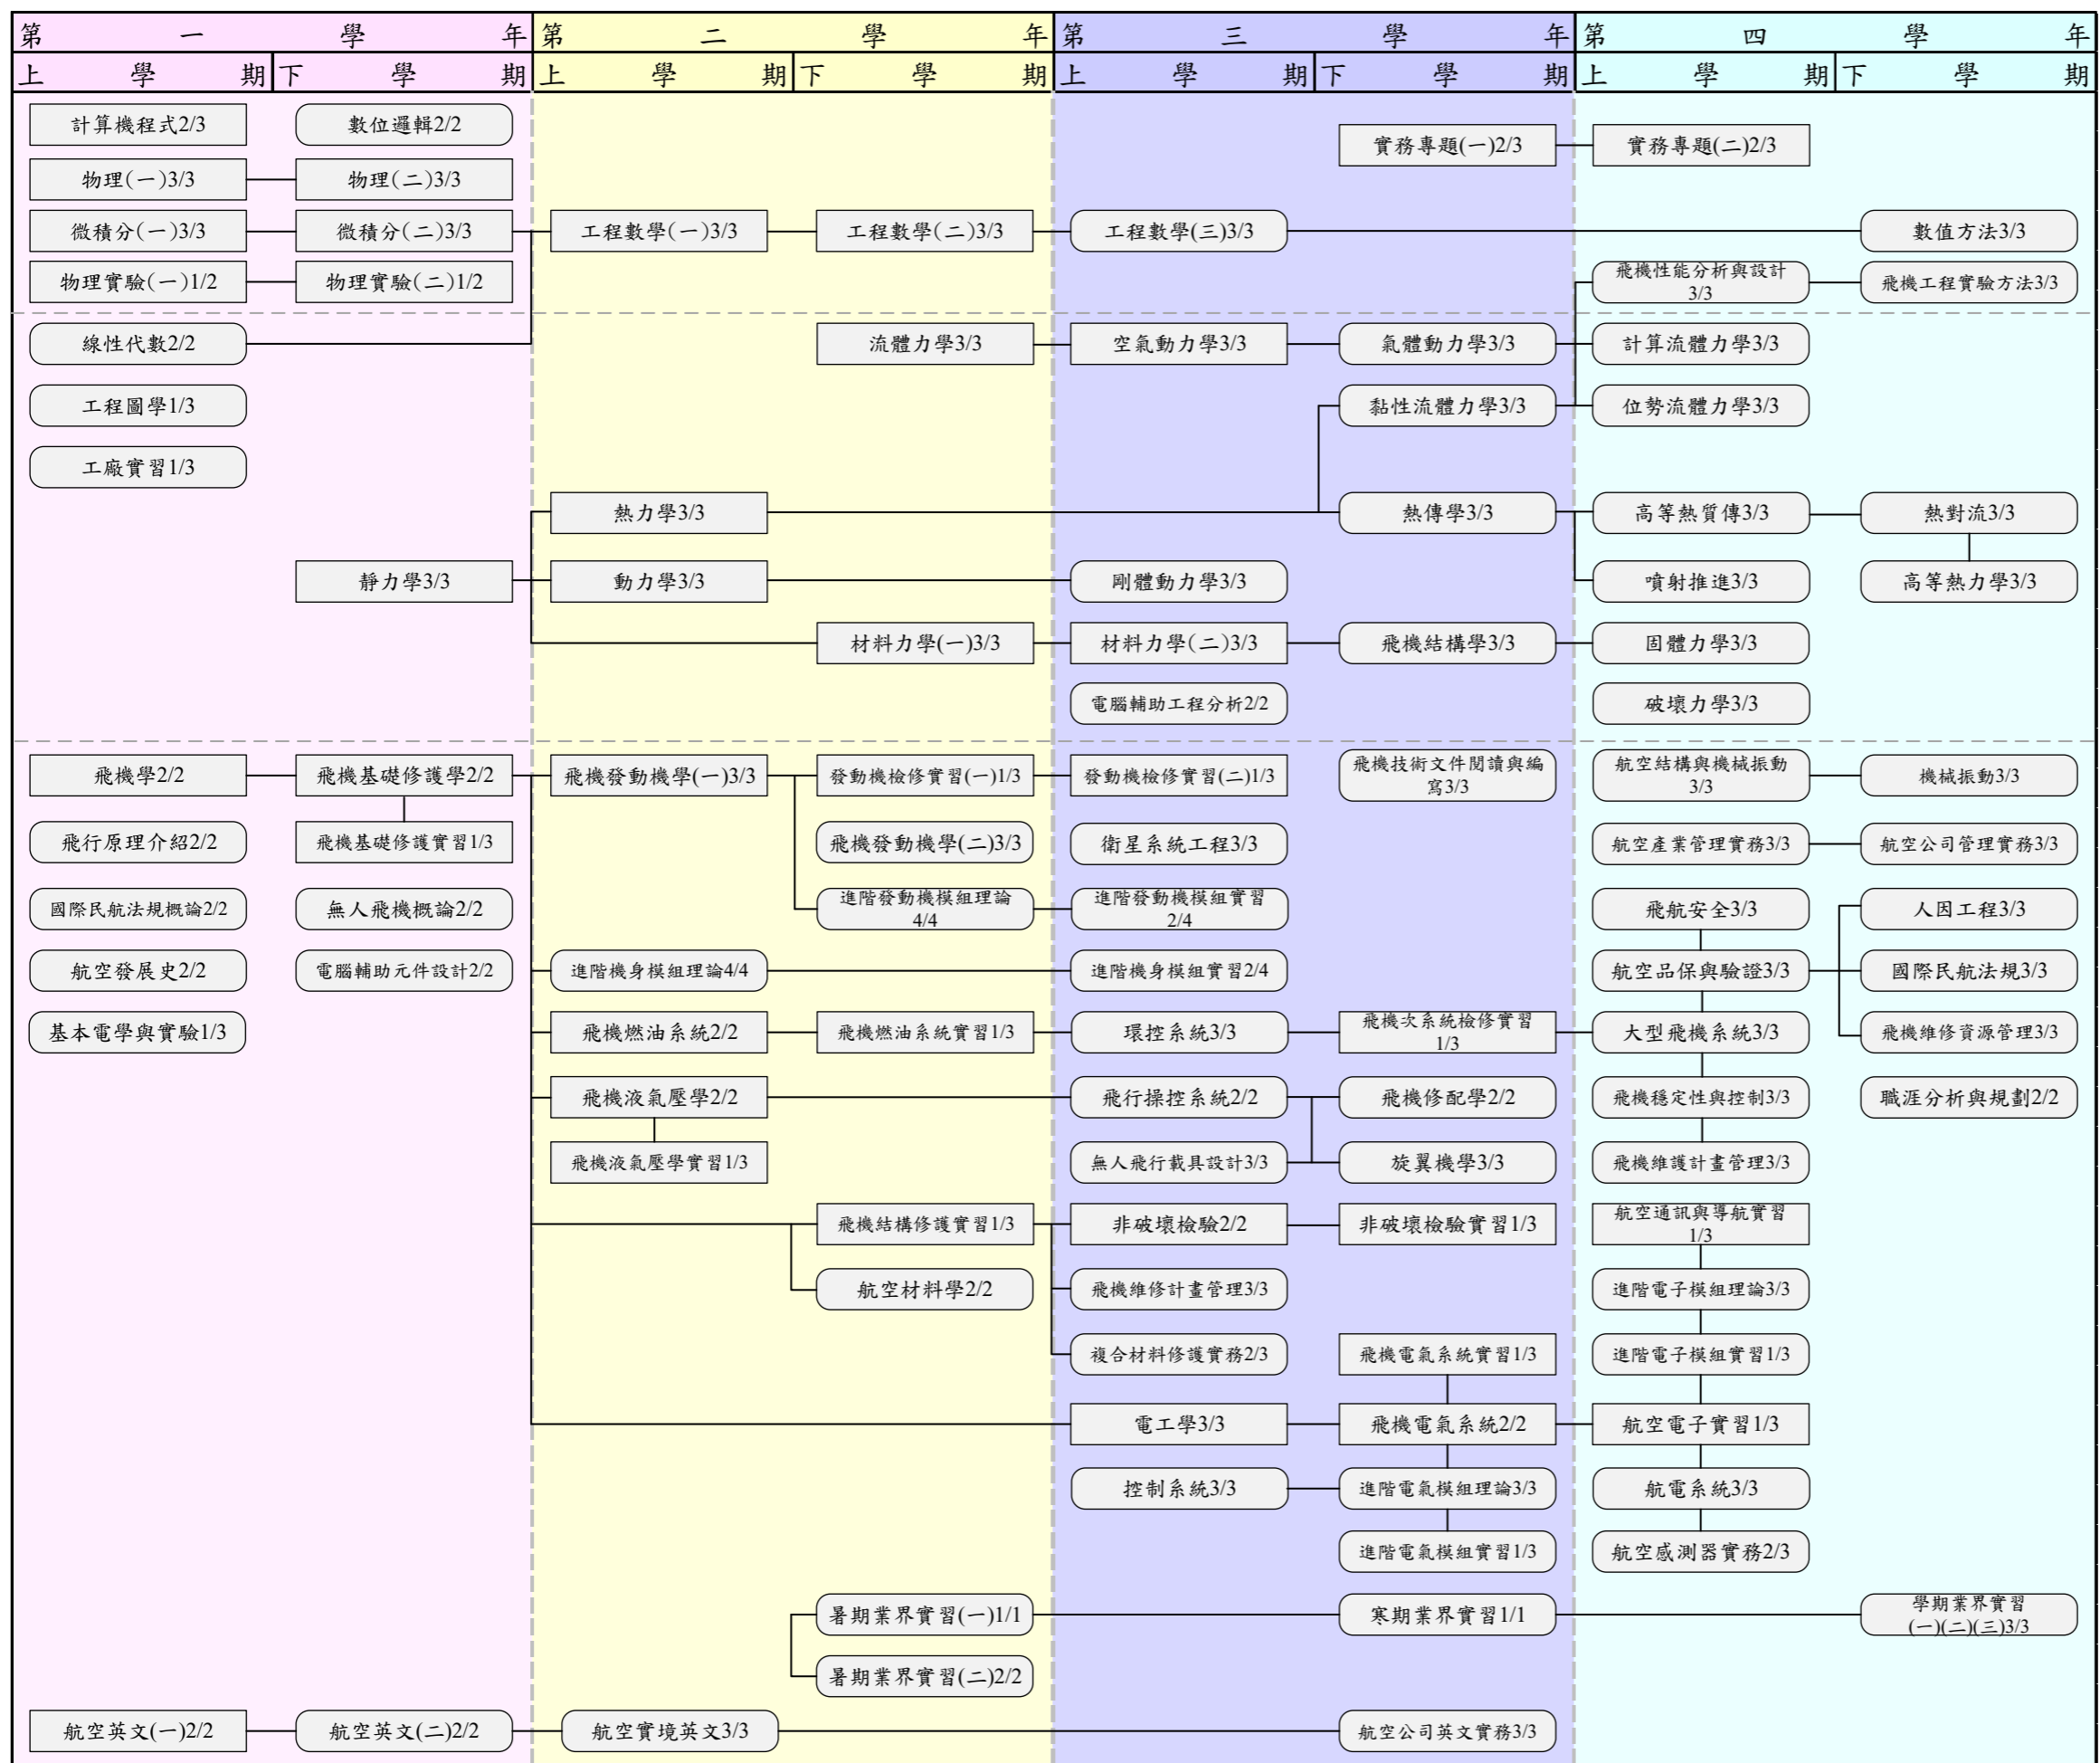 第一學年 第二學年 第三學年 第四學年
上學期 下學期 上學期 下學期 上學期 下學期 上學期 下學期
計算機程式2/3 數位邏輯2/2
實務專題(一)2/3 實務專題(二)2/3
物理(一)3/3 物理(二)3/3
微積分(一)3/3 微積分(二)3/3 工程數學(一)3/3 工程數學(二)3/3 工程數學(三)3/3 數值方法3/3
物理實驗(一)1/2 物理實驗(二)1/2 飛機性能分析與設計
3/3 飛機工程實驗方法3/3
線性代數2/2 流體力學3/3 空氣動力學3/3 氣體動力學3/3 計算流體力學3/3
工程圖學1/3 黏性流體力學3/3 位勢流體力學3/3
工廠實習1/3
熱力學3/3 熱傳學3/3 高等熱質傳3/3 熱對流3/3
靜力學3/3 動力學3/3 剛體動力學3/3 噴射推進3/3 高等熱力學3/3
材料力學(一)3/3 材料力學(二)3/3 飛機結構學3/3 固體力學3/3
電腦輔助工程分析2/2 破壞力學3/3
飛機學2/2 飛機基礎修護學2/2 飛機發動機學(一)3/3 發動機檢修實習(一)1/3 發動機檢修實習(二)1/3 飛機技術文件閱讀與編
寫3/3 航空結構與機械振動
3/3 機械振動3/3
飛行原理介紹2/2 飛機基礎修護實習1/3 飛機發動機學(二)3/3 衛星系統工程3/3 航空產業管理實務3/3 航空公司管理實務3/3
國際民航法規概論2/2 無人飛機概論2/2 進階發動機模組理論
4/4 進階發動機模組實習
2/4 飛航安全3/3 人因工程3/3
航空發展史2/2 電腦輔助元件設計2/2 進階機身模組理論4/4 進階機身模組實習2/4 航空品保與驗證3/3 國際民航法規3/3
基本電學與實驗1/3 飛機燃油系統2/2 飛機燃油系統實習1/3 環控系統3/3 飛機次系統檢修實習
1/3 大型飛機系統3/3 飛機維修資源管理3/3
飛機液氣壓學2/2 飛行操控系統2/2 飛機修配學2/2 飛機穩定性與控制3/3 職涯分析與規劃2/2
飛機液氣壓學實習1/3 無人飛行載具設計3/3 旋翼機學3/3 飛機維護計畫管理3/3
飛機結構修護實習1/3 非破壞檢驗2/2 非破壞檢驗實習1/3 航空通訊與導航實習
1/3
航空材料學2/2 飛機維修計畫管理3/3 進階電子模組理論3/3
複合材料修護實務2/3 飛機電氣系統實習1/3 進階電子模組實習1/3
電工學3/3 飛機電氣系統2/2 航空電子實習1/3
控制系統3/3 進階電氣模組理論3/3 航電系統3/3
進階電氣模組實習1/3 航空感測器實務2/3
暑期業界實習(一)1/1 寒期業界實習1/1 學期業界實習
(一)(二)(三)3/3
暑期業界實習(二)2/2
航空英文(一)2/2 航空英文(二)2/2 航空實境英文3/3 航空公司英文實務3/3